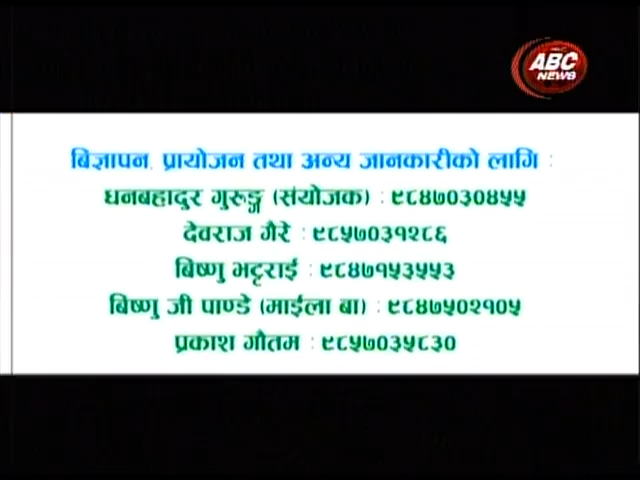 ABC
NEWS
बिज्ञापन, प्रायोजन तथा अन्य जानकारीको लागि :
धनबहादुर गुरुङ्ग (संयोजक) : ९८४७०३०४५५
देवराज गैरे : ९८५७०३१२८६
बिष्णु भट्टराई : ९८४७१५३५५३
बिष्णु जी पाण्डे (माईला बा) : ९८४७५०२१०५
प्रकाश गौतम : ९८५७०३५८३०